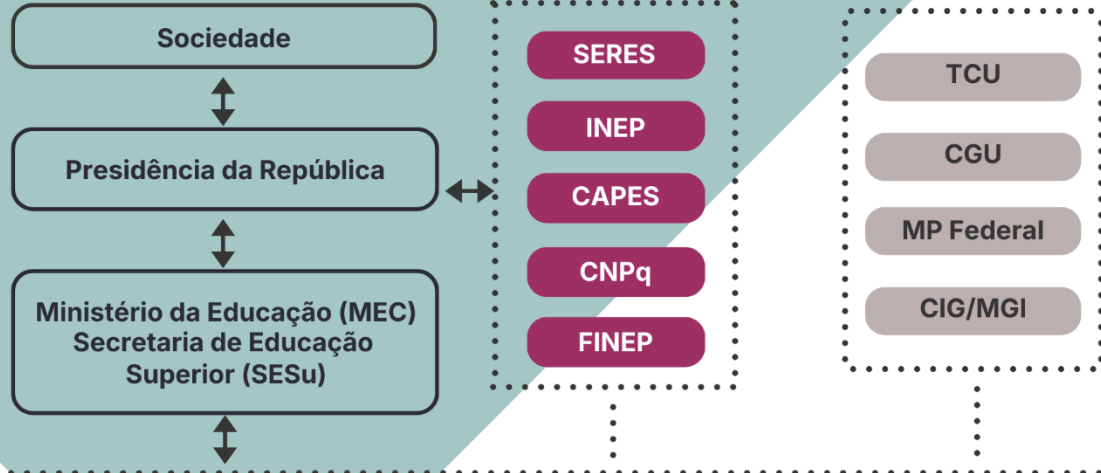 Sociedade
Presidência da República
Ministério da Educação (MEC)
Secretaria de Educação
Superior (SESu)
SERES
INEP
CAPES
CNPq
FINEP
TCU
CGU
MP Federal
CIG/MGI